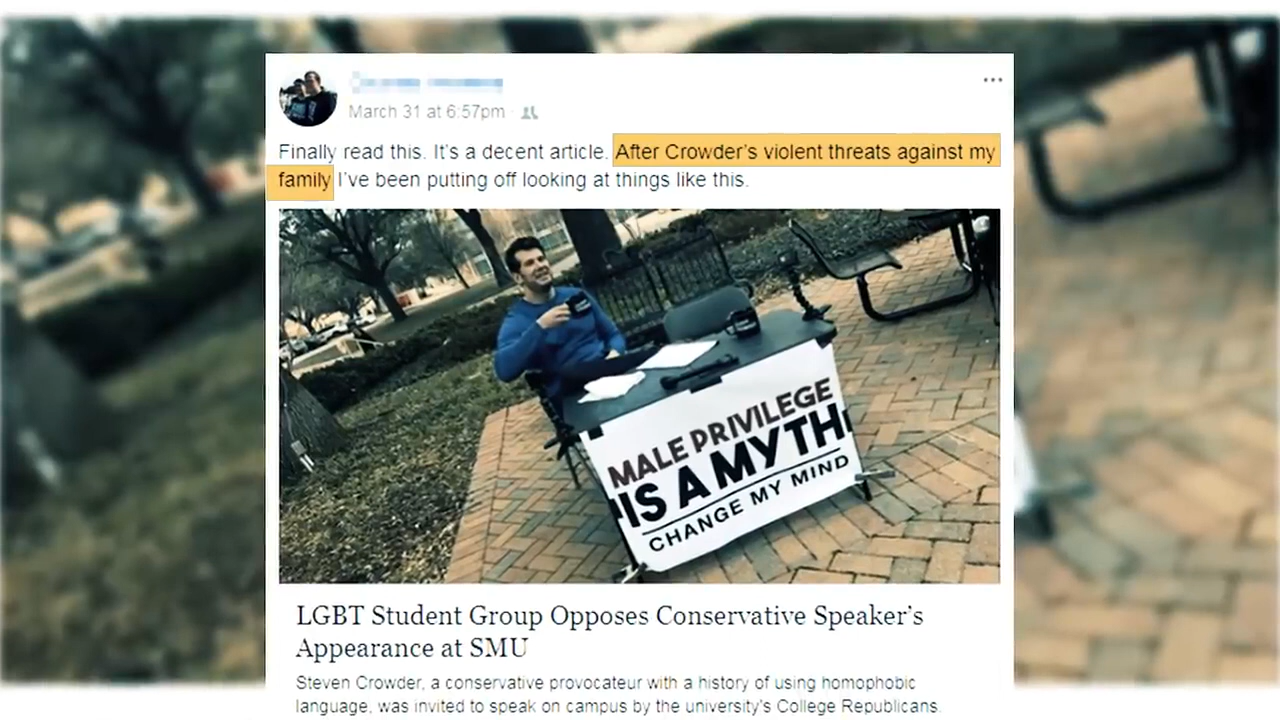 March 31 at 6:57pm
Finally read this. It's a decent article. After Crowder's violent threats against my
family I've been putting off looking at things like this.
MALE PRIVILEGE
IS A MYTH
CHANGE MY MIND
LGBT Student Group Opposes Conservative Speaker's
Appearance at SMU
Steven Crowder, a conservative provocateur with a history of using homophobic
language, was invited to speak on campus by the university's College Republicans.